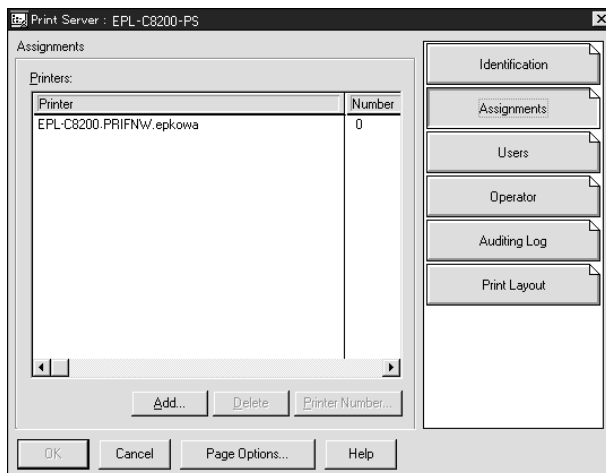 Print Server : EPL-C8200-PS
Assignments
Printers:
Printer Number
EPL-C8200.PRIFNW.epkowa 0
Add... Delete Printer Number...
OK Cancel Page Options... Help
Identification
Assignments
Users
Operator
Auditing Log
Print Layout